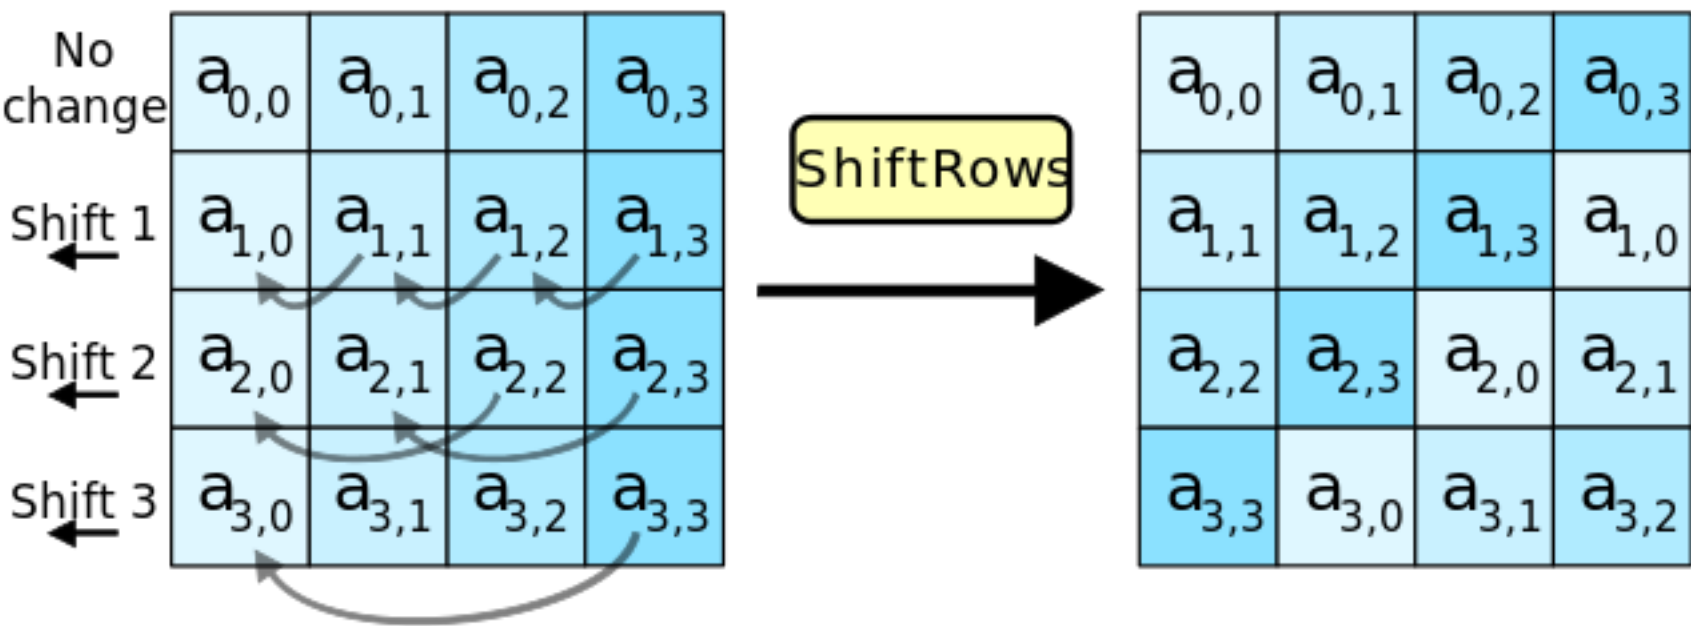 No
change
a0,0 a0,1 a0,2 a0,3
Shift 1
a1,0 a1,1 a1,2 a1,3
Shift 2
a2,0 a2,1 a2,2 a2,3
Shift 3
a3,0 a3,1 a3,2 a3,3
ShiftRows
a0,0 a0,1 a0,2 a0,3
a1,1 a1,2 a1,3 a1,0
a2,2 a2,3 a2,0 a2,1
a3,3 a3,0 a3,1 a3,2